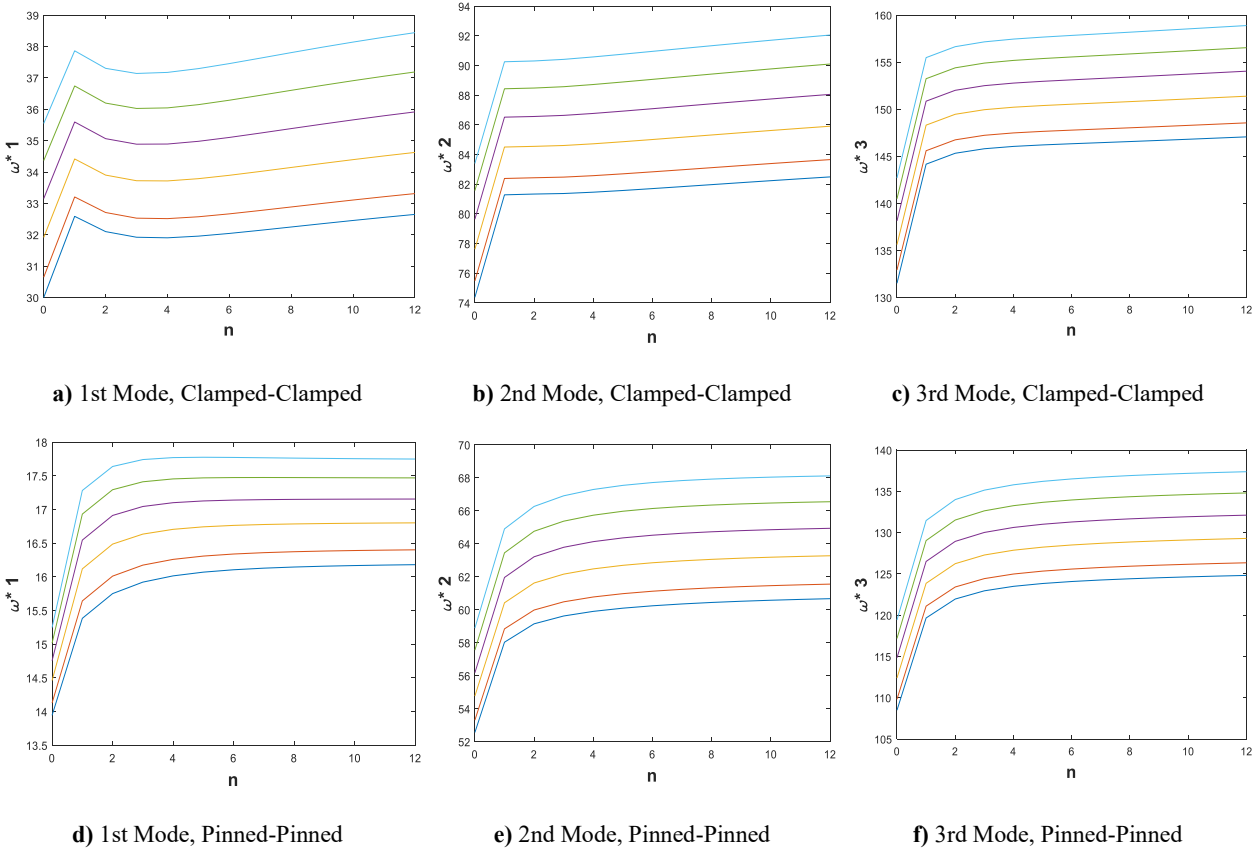 39
38
37
36
35
34
33
32
31
30
ω* 1
0 2 4 6 8 10 12
n
94
92
90
88
86
84
82
80
78
76
74
ω* 2
0 2 4 6 8 10 12
n
160
155
150
145
140
135
130
ω* 3
0 2 4 6 8 10 12
n
a) 1st Mode, Clamped-Clamped
b) 2nd Mode, Clamped-Clamped
c) 3rd Mode, Clamped-Clamped
18
17.5
17
16.5
16
15.5
15
14.5
14
13.5
ω* 1
0 2 4 6 8 10 12
n
70
68
66
64
62
60
58
56
54
52
ω* 2
0 2 4 6 8 10 12
n
140
135
130
125
120
115
110
105
ω* 3
0 2 4 6 8 10 12
n
d) 1st Mode, Pinned-Pinned
e) 2nd Mode, Pinned-Pinned
f) 3rd Mode, Pinned-Pinned